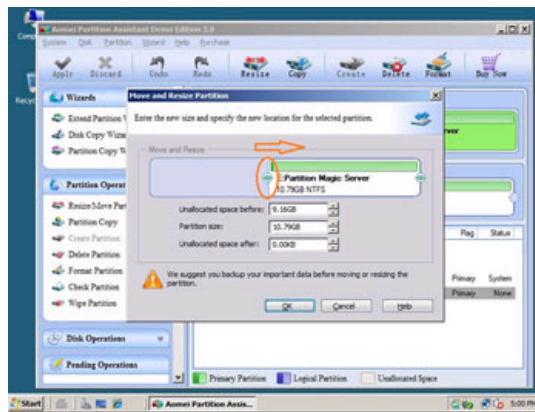 Aomei Partition Assistant Demo Edition 3.0
System Disk Partition Wizard Help Purchase
Apply Discard Undo Redo Resize Copy Create Delete Format Buy Now
Wizards
Extend Partition
Disk Copy Wizar
Partition Copy W
Partition Operat
Resize/Move Part
Partition Copy
Create Partition
Delete Partition
Format Partition
Check Partition
Wipe Partition
Disk Operations
Pending Operations
Move and Resize Partition
Enter the new size and specify the new location for the selected partition.
Move and Resize
E:Partition Magic Server
10.79GB NTFS
Unallocated space before: 9.16GB
Partition size: 10.79GB
Unallocated space after: 0.00KB
We suggest you backup your important data before moving or resizing the
partition.
OK Cancel Help
rver
Flag Status
Primary System
Primary None
Primary Partition Logical Partition Unallocated Space
Start Aomei Partition Assis... 5:00 PM